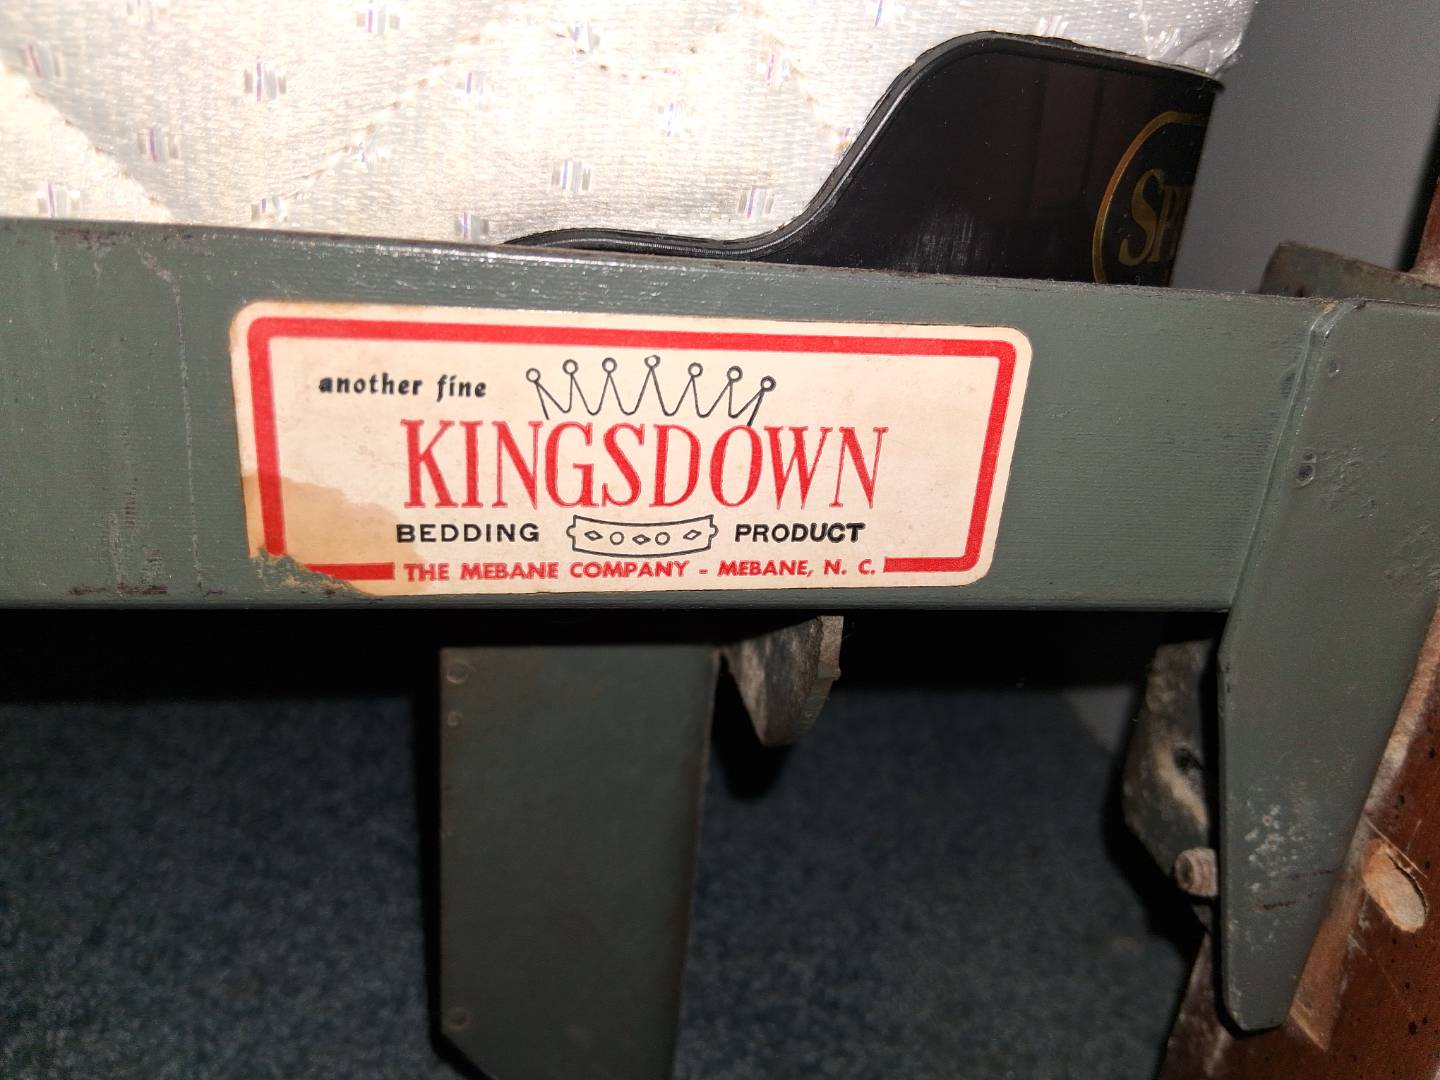 another fine
KINGSDOWN
BEDDING PRODUCT
THE MEBANE COMPANY - MEBANE, N. C.